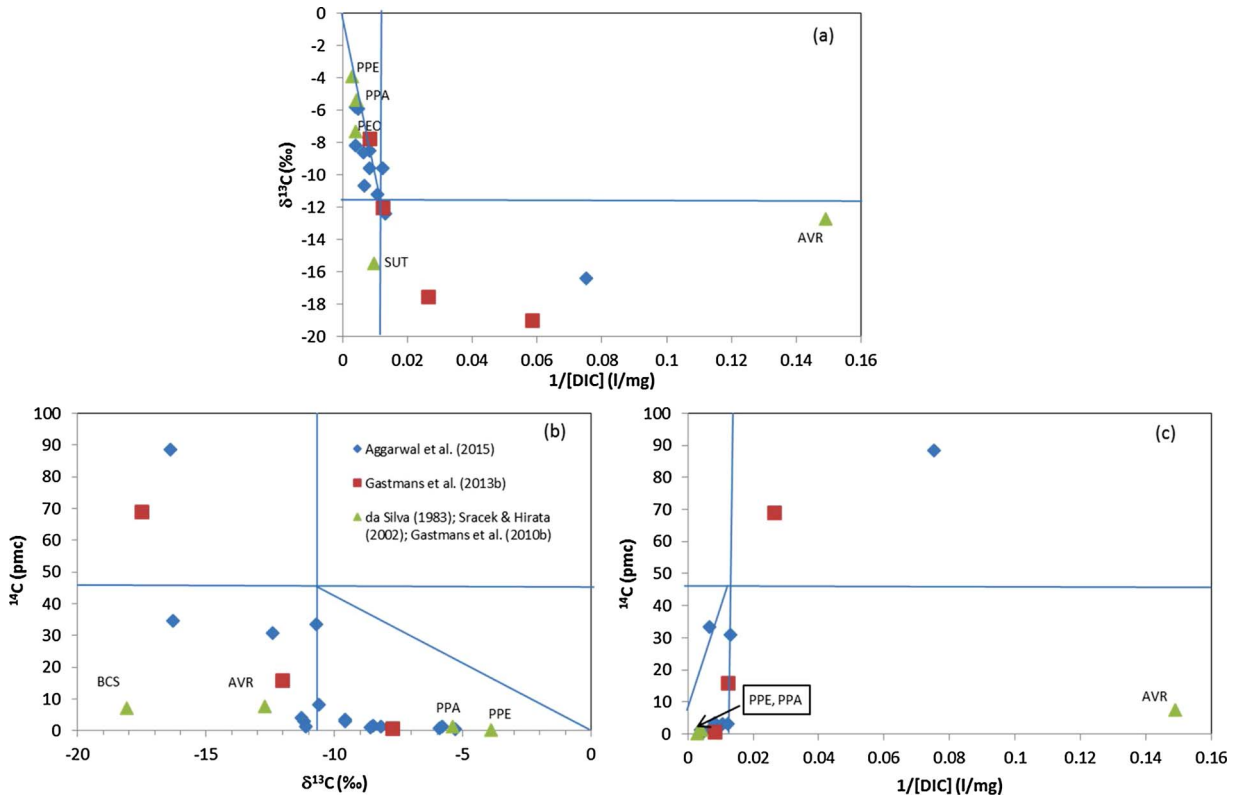 (a)
0
-2
-4
-6
-8
-10
-12
-14
-16
-18
-20
δ¹³C (‰)
PPE
PPA
PEO
SUT
AVR
0
0.02
0.04
0.06
0.08
0.1
0.12
0.14
0.16
1/[DIC] (l/mg)
(b)
100
90
80
70
60
50
40
30
20
10
0
¹⁴C (pmc)
Aggarwal et al. (2015)
Gastmans et al. (2013b)
da Silva (1983); Sracek & Hirata
(2002); Gastmans et al. (2010b)
BCS
AVR
PPA
PPE
-20
-15
-10
-5
0
δ¹³C (‰)
(c)
100
90
80
70
60
50
40
30
20
10
0
¹⁴C (pmc)
PPE, PPA
AVR
0
0.02
0.04
0.06
0.08
0.1
0.12
0.14
0.16
1/[DIC] (l/mg)